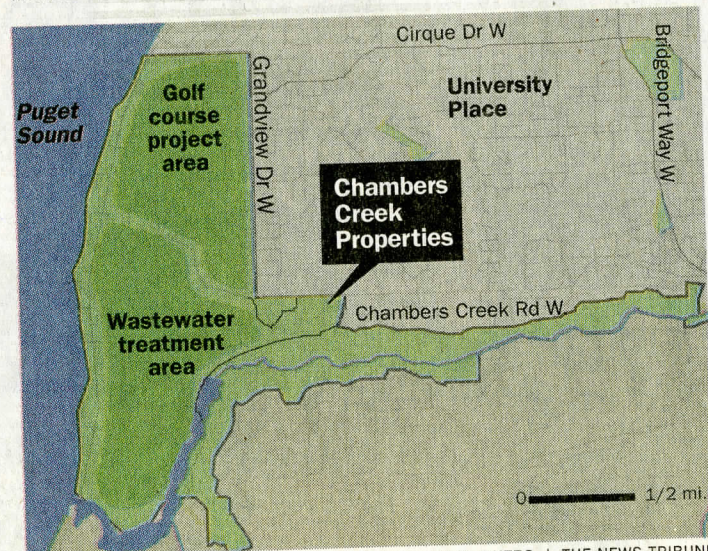 Cirque Dr W
Bridgeport Way W
Grandview Dr W
Golf
course
project
area
University
Place
Puget
Sound
Chambers
Creek
Properties
Chambers Creek Rd W.
Wastewater
treatment
area
0 1/2 mi.
THE NEWS TRIBUNE